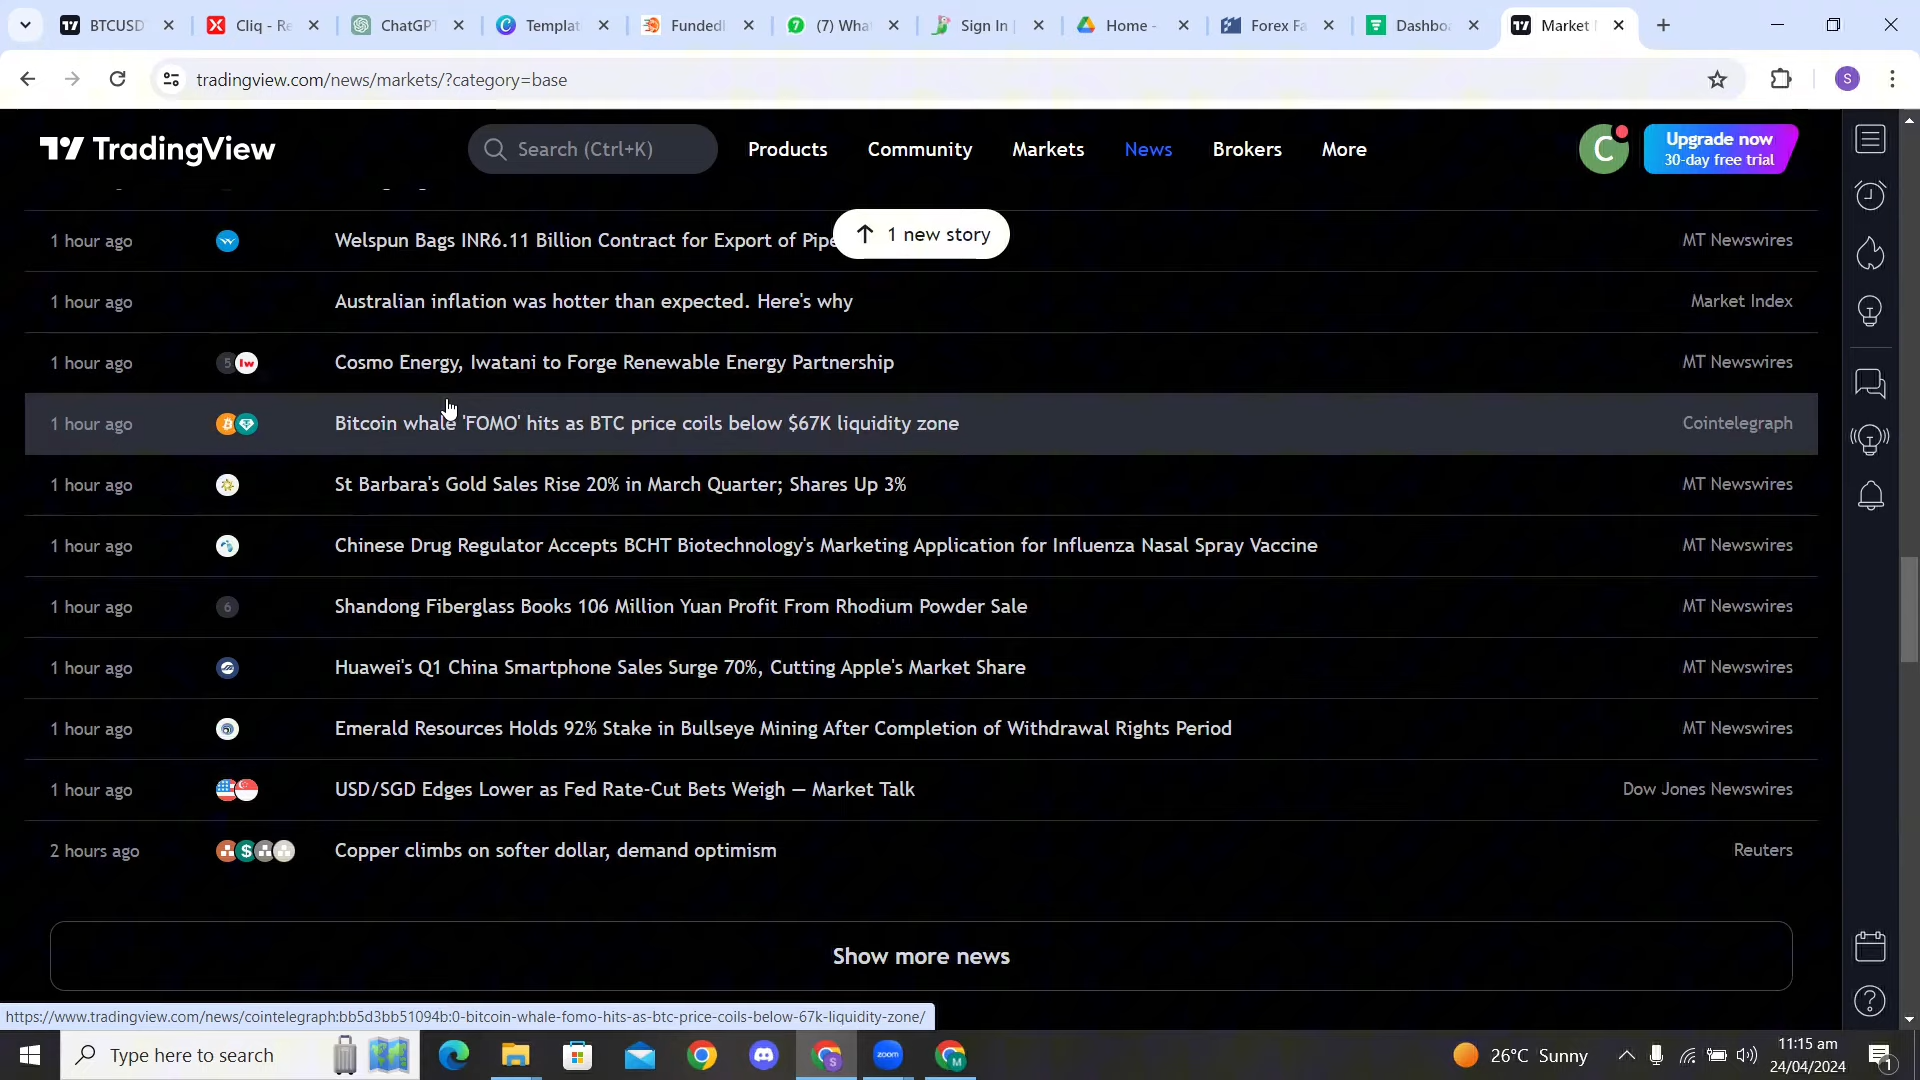 BTCUSD
Cliq - Re
ChatGPT
Templat
Funded
(7) Wha
Sign In
Home -
Forex Fa
Dashbo
Market
tradingview.com/news/markets/?category=base
S
TradingView
Search (Ctrl+K)
Products
Community
Markets
News
Brokers
More
C
Upgrade now
30-day free trial
1 new story
1 hour ago
Welspun Bags INR6.11 Billion Contract for Export of Pipe
MT Newswires
1 hour ago
Australian inflation was hotter than expected. Here's why
Market Index
1 hour ago
5
Iw
Cosmo Energy, Iwatani to Forge Renewable Energy Partnership
MT Newswires
1 hour ago
Bitcoin whale 'FOMO' hits as BTC price coils below $67K liquidity zone
Cointelegraph
1 hour ago
St Barbara's Gold Sales Rise 20% in March Quarter; Shares Up 3%
MT Newswires
1 hour ago
Chinese Drug Regulator Accepts BCHT Biotechnology's Marketing Application for Influenza Nasal Spray Vaccine
MT Newswires
1 hour ago
6
Shandong Fiberglass Books 106 Million Yuan Profit From Rhodium Powder Sale
MT Newswires
1 hour ago
Huawei's Q1 China Smartphone Sales Surge 70%, Cutting Apple's Market Share
MT Newswires
1 hour ago
Emerald Resources Holds 92% Stake in Bullseye Mining After Completion of Withdrawal Rights Period
MT Newswires
1 hour ago
USD/SGD Edges Lower as Fed Rate-Cut Bets Weigh — Market Talk
Dow Jones Newswires
2 hours ago
$
Copper climbs on softer dollar, demand optimism
Reuters
Show more news
https://www.tradingview.com/news/cointelegraph:bb5d3bb51094b:0-bitcoin-whale-fomo-hits-as-btc-price-coils-below-67k-liquidity-zone/
Type here to search
S
zoom
M
26°C Sunny
11:15 am
24/04/2024
1